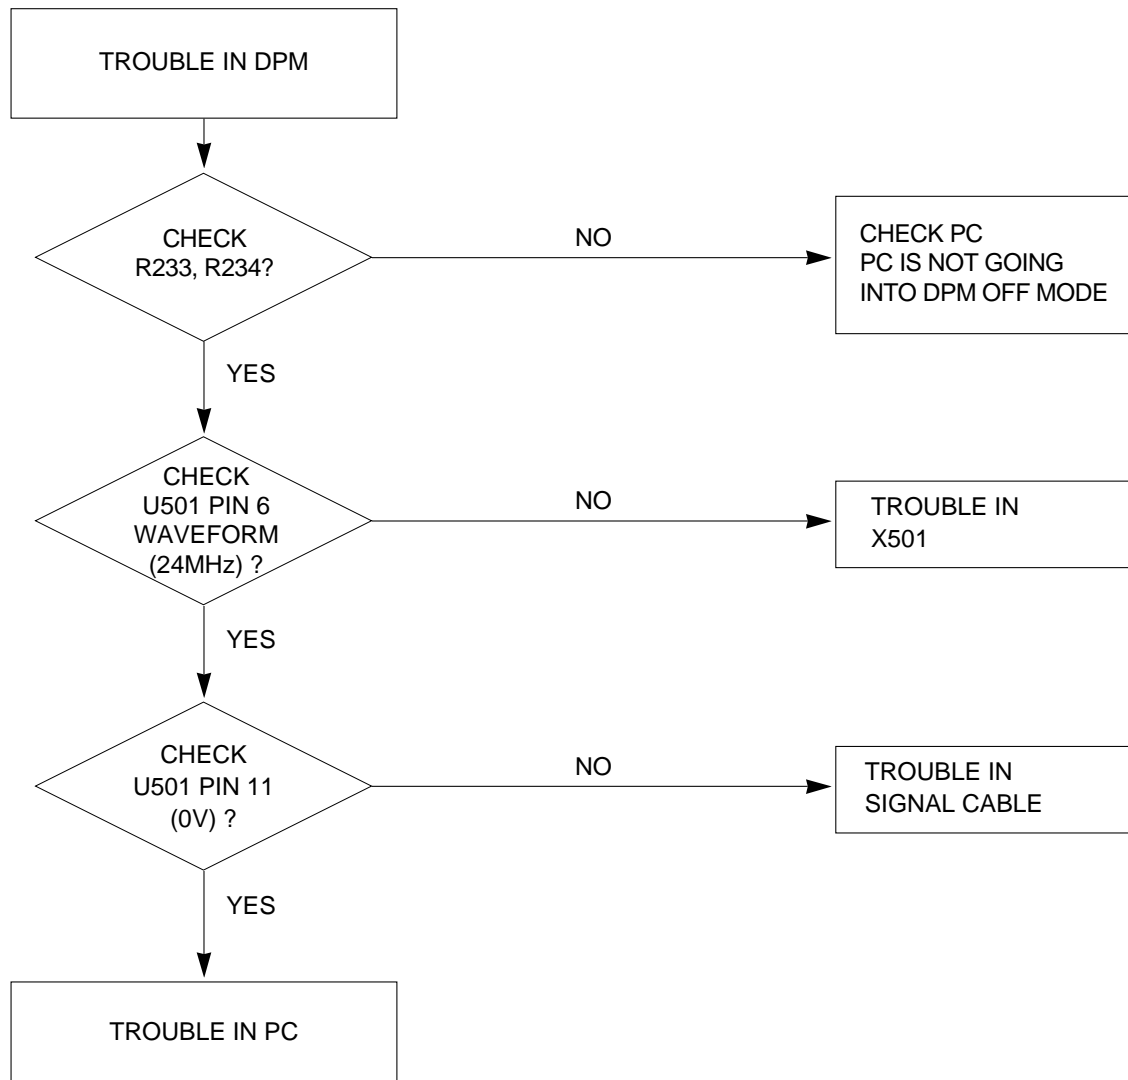 TROUBLE IN DPM
CHECK
R233, R234?
NO
CHECK PC
PC IS NOT GOING
INTO DPM OFF MODE
YES
CHECK
U501 PIN 6
WAVEFORM
(24MHz) ?
NO
TROUBLE IN
X501
YES
CHECK
U501 PIN 11
(0V) ?
NO
TROUBLE IN
SIGNAL CABLE
YES
TROUBLE IN PC